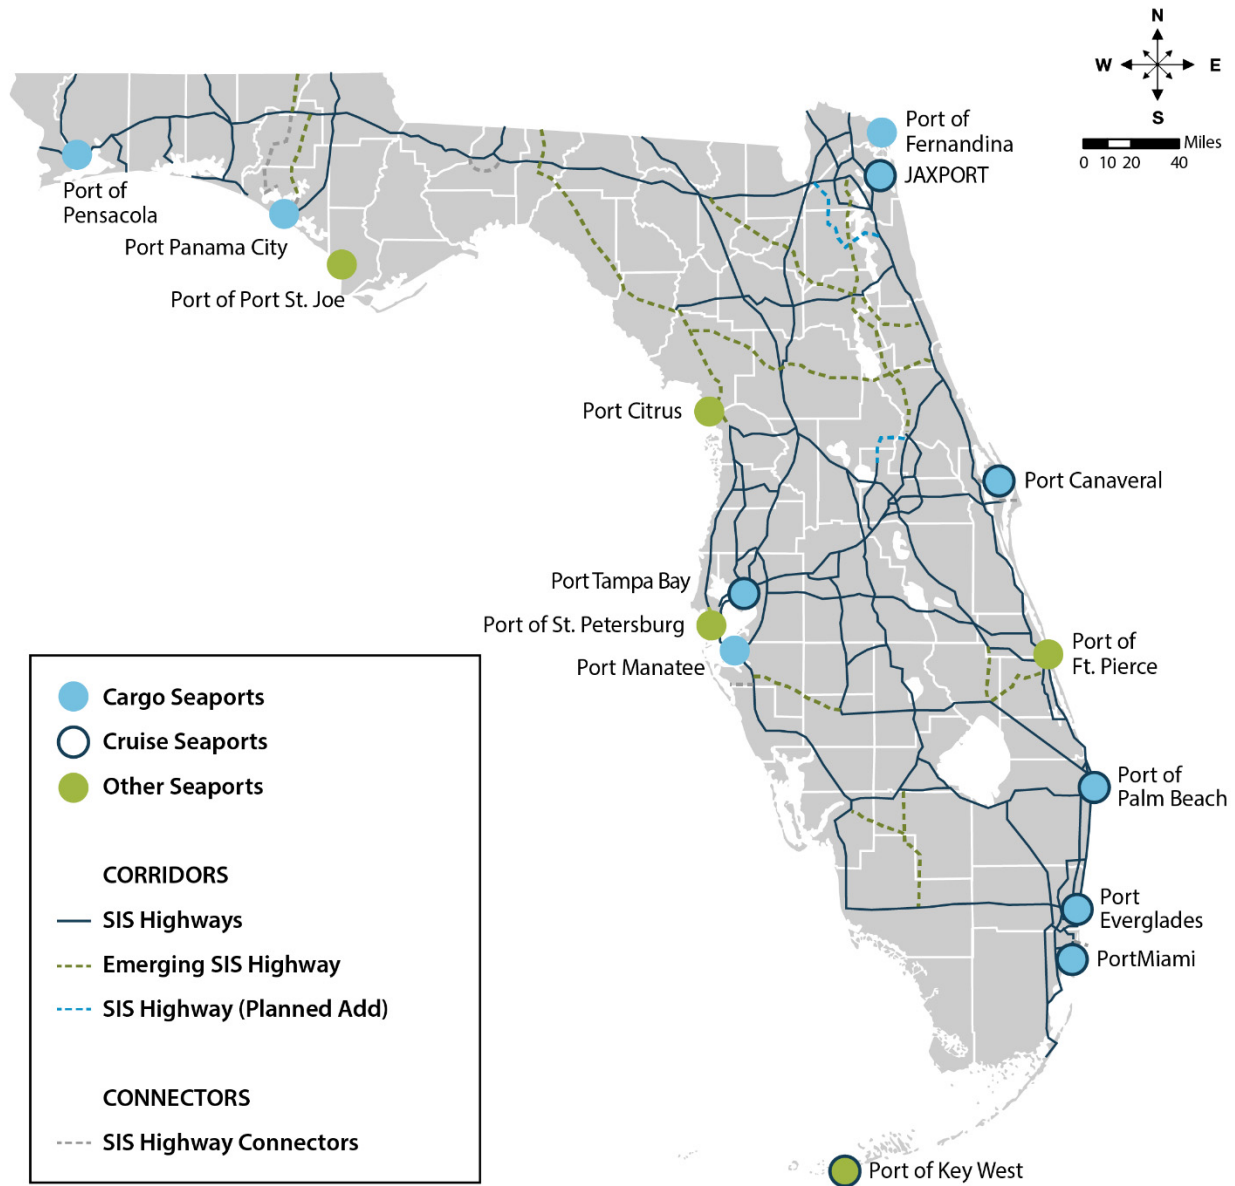 N
W E
S
0 10 20 40 Miles
Port of
Fernandina
JAXPORT
Port of
Pensacola
Port Panama City
Port of Port St. Joe
Port Citrus
Port Canaveral
Port Tampa Bay
Port of St. Petersburg
Port Manatee
Port of
Ft. Pierce
Port of
Palm Beach
Port
Everglades
PortMiami
Port of Key West
Cargo Seaports
Cruise Seaports
Other Seaports
CORRIDORS
SIS Highways
Emerging SIS Highway
SIS Highway (Planned Add)
CONNECTORS
SIS Highway Connectors